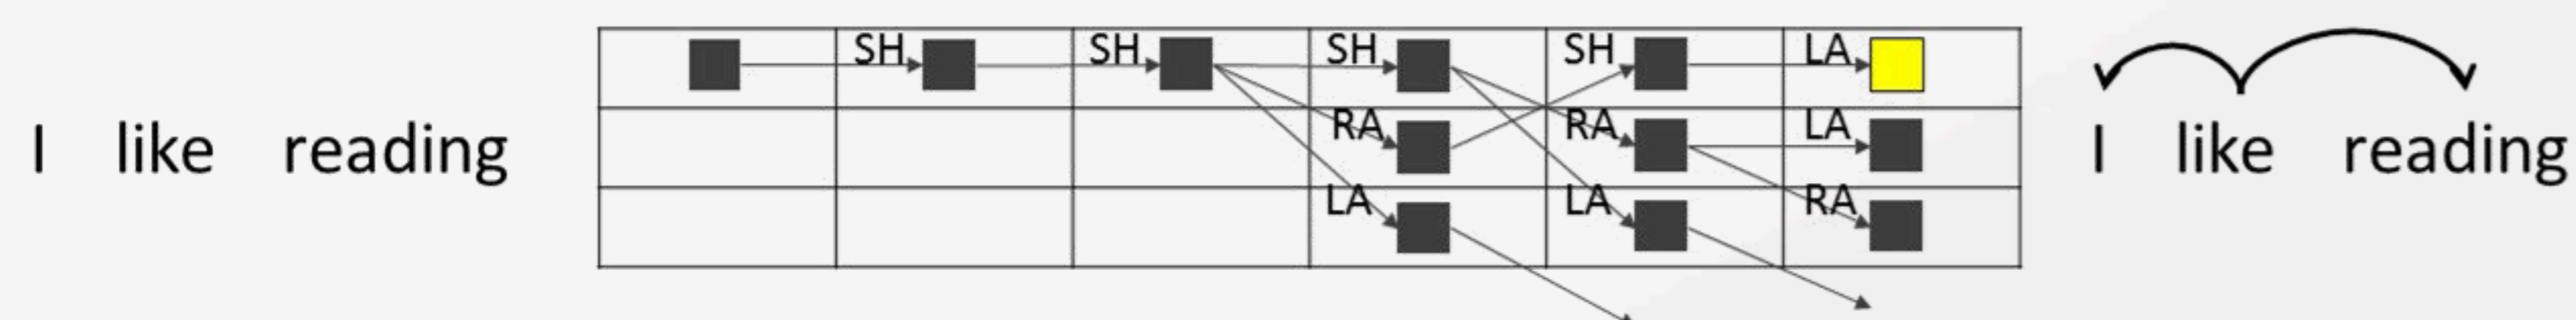 SH SH SH SH LA
I like reading RA RA LA I like reading
LA LA RA